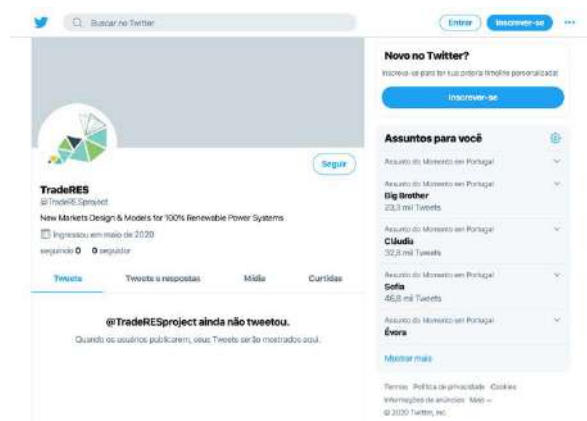 Buscar no Twitter
Entrar
Inscrever-se
Seguir
TradeRES
@TradeRESproject
New Markets Design & Models for 100% Renewable Power Systems
Ingressou em maio de 2020
seguindo 0 0 seguidor
Tweets
Tweets e respostas
Mídia
Curtidas
@TradeRESproject ainda não tweetou.
Quando os usuários publicarem, seus Tweets serão mostrados aqui.
Novo no Twitter?
Inscreva-se para ter sua própria timeline personalizada!
Inscrever-se
Assuntos para você
Assunto do Momento em Portugal
Assunto do Momento em Portugal
Big Brother
23,3 mil Tweets
Assunto do Momento em Portugal
Cláudia
32,8 mil Tweets
Assunto do Momento em Portugal
Sofia
46,8 mil Tweets
Assunto do Momento em Portugal
Évora
Mostrar mais
Termos Política de privacidade Cookies
Informações de anúncios Mais
© 2020 Twitter, Inc.